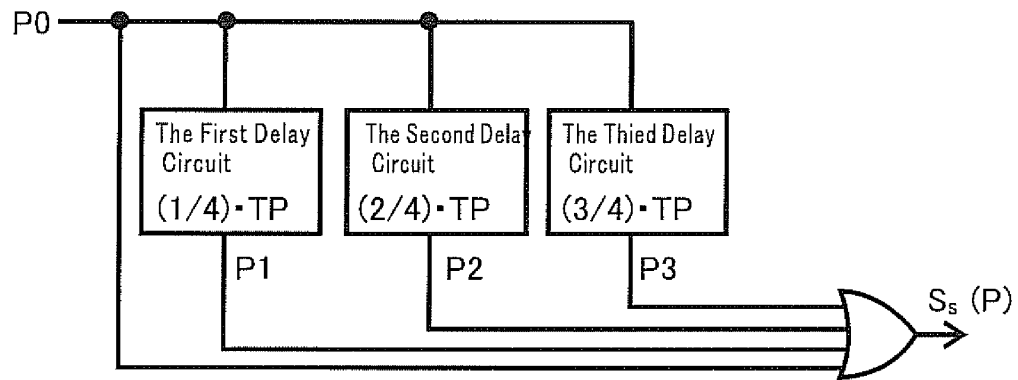 P0
The First Delay
Circuit
(1/4)・TP
The Second Delay
Circuit
(2/4)・TP
The Thied Delay
Circuit
(3/4)・TP
P1
P2
P3
Ss (P)